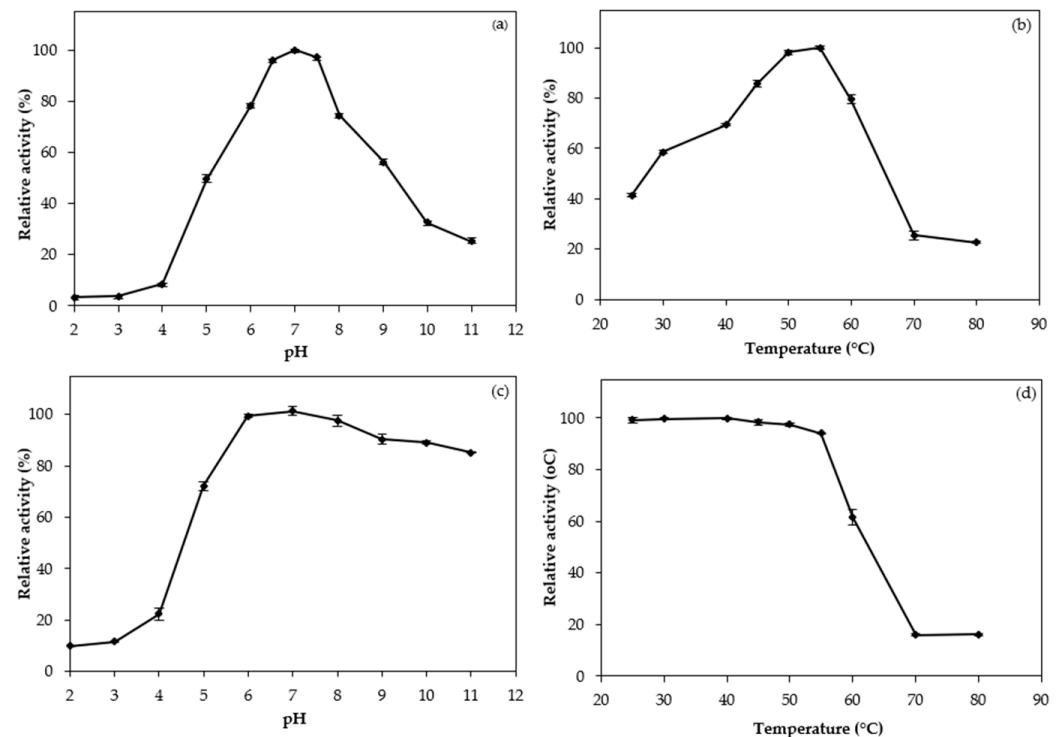 (a)
Relative activity (%)
100
80
60
40
20
0
2 3 4 5 6 7 8 9 10 11 12
pH
(b)
Relative activity (%)
100
80
60
40
20
0
20 30 40 50 60 70 80 90
Temperature (°C)
(c)
Relative activity (%)
100
80
60
40
20
0
2 3 4 5 6 7 8 9 10 11 12
pH
(d)
Relative activity (oC)
100
80
60
40
20
0
20 30 40 50 60 70 80 90
Temperature (°C)